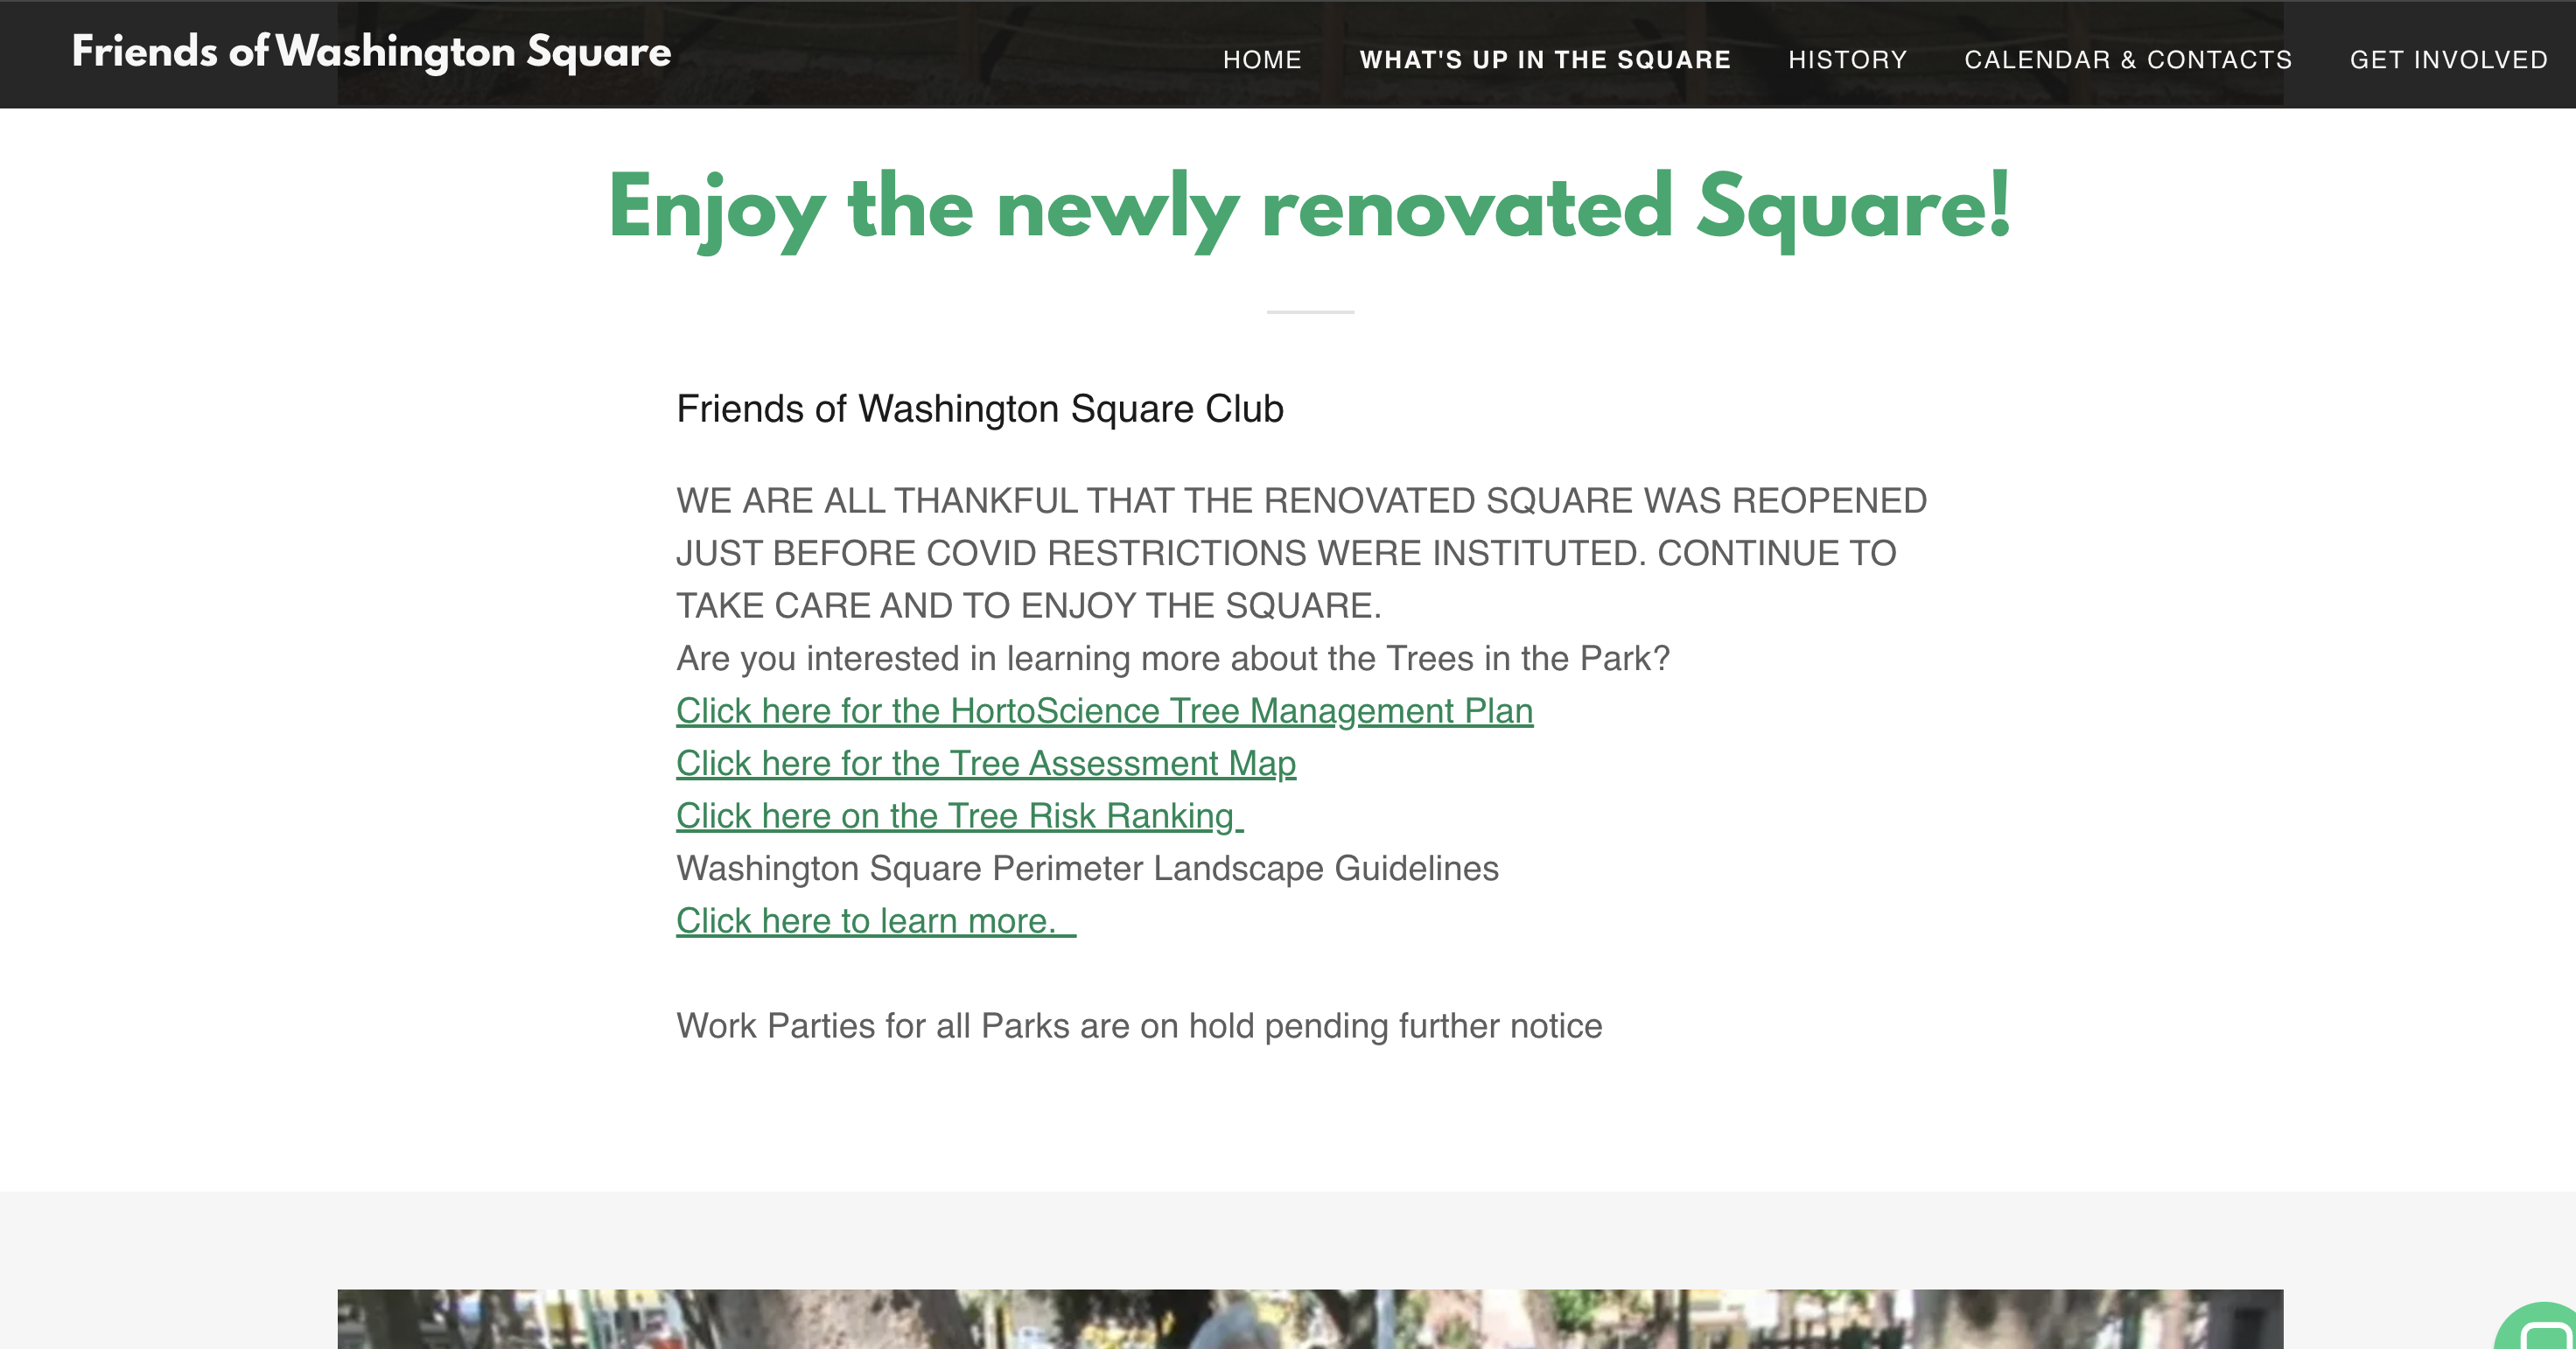 Friends of Washington Square
HOME
WHAT'S UP IN THE SQUARE
HISTORY
CALENDAR & CONTACTS
GET INVOLVED
Enjoy the newly renovated Square!
Friends of Washington Square Club
WE ARE ALL THANKFUL THAT THE RENOVATED SQUARE WAS REOPENED
JUST BEFORE COVID RESTRICTIONS WERE INSTITUTED. CONTINUE TO
TAKE CARE AND TO ENJOY THE SQUARE.
Are you interested in learning more about the Trees in the Park?
Click here for the HortoScience Tree Management Plan
Click here for the Tree Assessment Map
Click here on the Tree Risk Ranking
Washington Square Perimeter Landscape Guidelines
Click here to learn more.
Work Parties for all Parks are on hold pending further notice